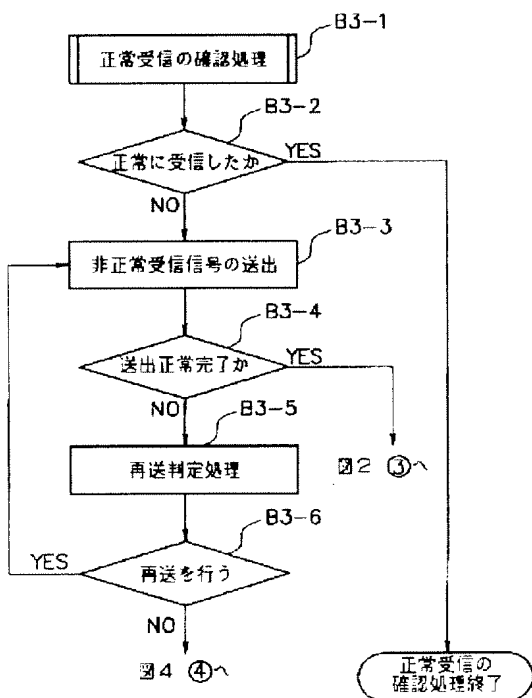 B3-1
正常受信の確認処理
B3-2
正常に受信したか
YES
NO
B3-3
非正常受信信号の送出
B3-4
送出正常完了か
YES
NO
B3-5
図2 ③へ
再送判定処理
B3-6
YES
再送を行う
NO
図4 ④へ
正常受信の
確認処理終了